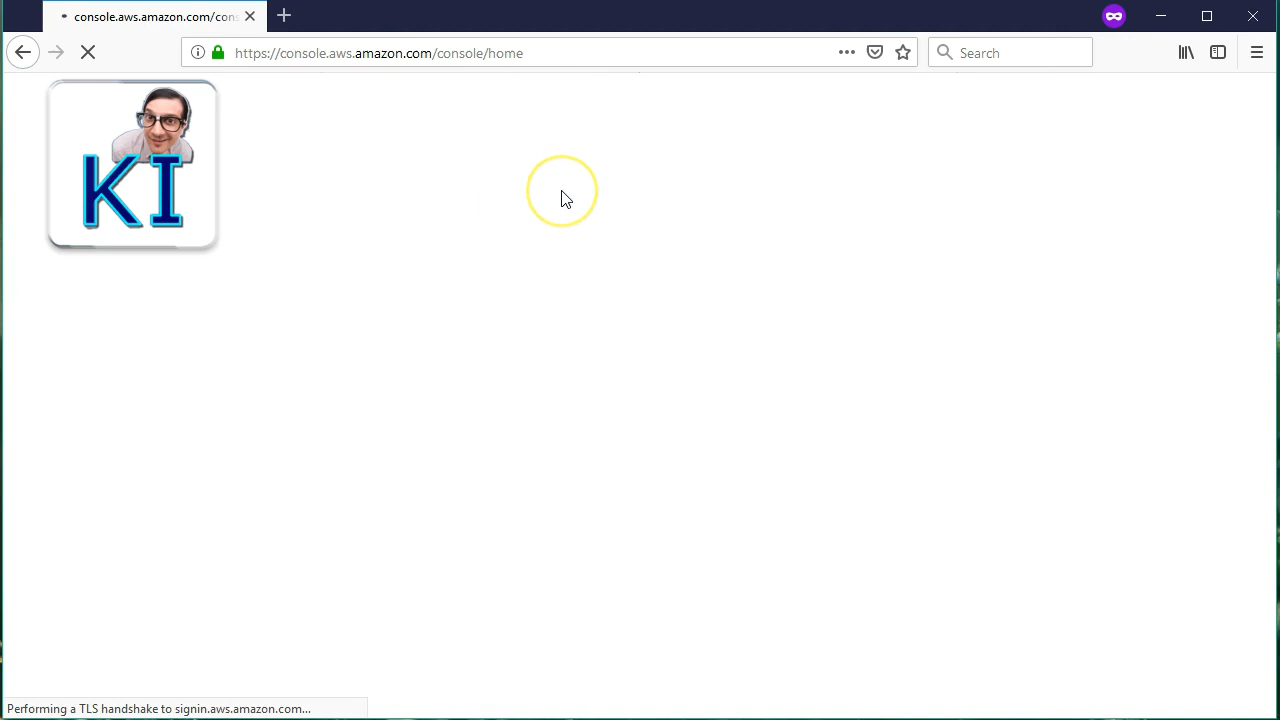 console.aws.amazon.com/cons
https://console.aws.amazon.com/console/home
Search
KI
Performing a TLS handshake to signin.aws.amazon.com...